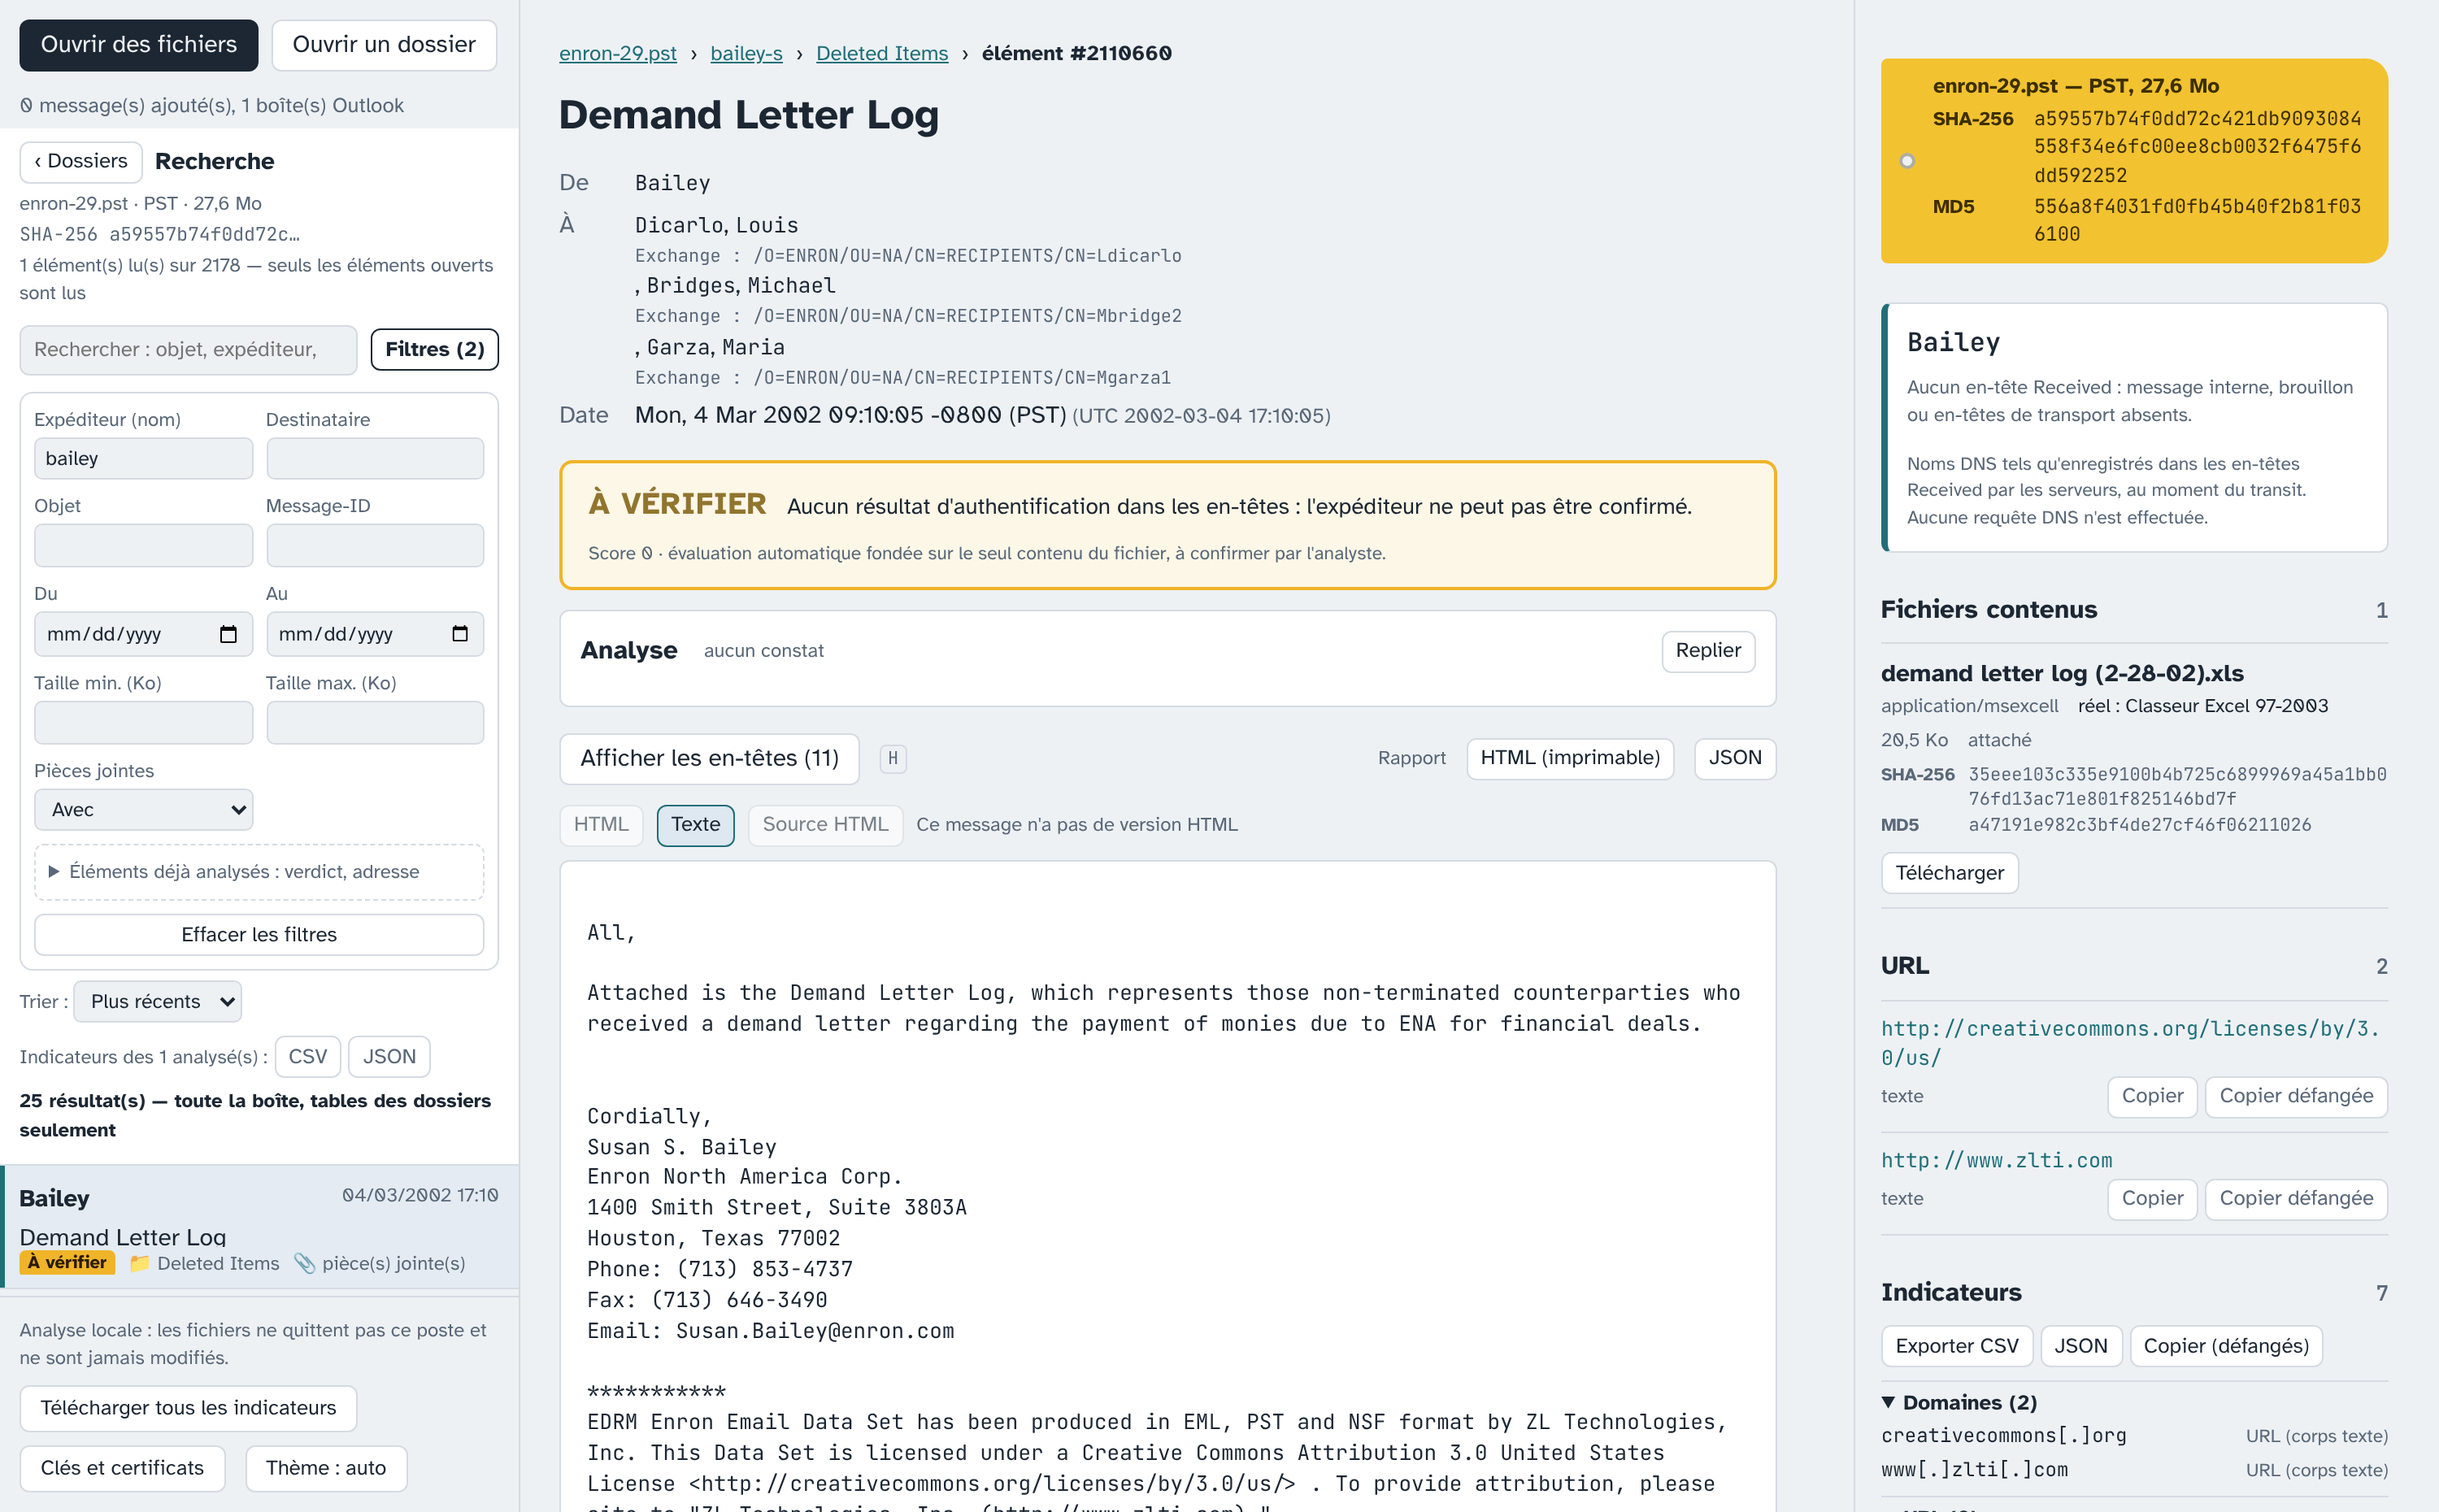 Ouvrir des fichiers
Ouvrir un dossier
0 message(s) ajouté(s), 1 boîte(s) Outlook
‹ Dossiers
Recherche
enron-29.pst · PST · 27,6 Mo
SHA-256 a59557b74f0dd72c…
1 élément(s) lu(s) sur 2178 — seuls les éléments ouverts
sont lus
Rechercher : objet, expéditeur,
Filtres (2)
Expéditeur (nom)
Destinataire
bailey
Objet
Message-ID
Du
Au
mm/dd/yyyy
mm/dd/yyyy
Taille min. (Ko)
Taille max. (Ko)
Pièces jointes
Avec
Éléments déjà analysés : verdict, adresse
Effacer les filtres
Trier : Plus récents
Indicateurs des 1 analysé(s) : CSV JSON
25 résultat(s) — toute la boîte, tables des dossiers
seulement
Bailey
04/03/2002 17:10
Demand Letter Log
À vérifier
📁 Deleted Items
📎 pièce(s) jointe(s)
Analyse locale : les fichiers ne quittent pas ce poste et
ne sont jamais modifiés.
Télécharger tous les indicateurs
Clés et certificats
Thème : auto
enron-29.pst › bailey-s › Deleted Items › élément #2110660
Demand Letter Log
De Bailey
À Dicarlo, Louis
Exchange : /O=ENRON/OU=NA/CN=RECIPIENTS/CN=Ldicarlo
, Bridges, Michael
Exchange : /O=ENRON/OU=NA/CN=RECIPIENTS/CN=Mbridge2
, Garza, Maria
Exchange : /O=ENRON/OU=NA/CN=RECIPIENTS/CN=Mgarza1
Date Mon, 4 Mar 2002 09:10:05 -0800 (PST) (UTC 2002-03-04 17:10:05)
À VÉRIFIER Aucun résultat d'authentification dans les en-têtes : l'expéditeur ne peut pas être confirmé.
Score 0 · évaluation automatique fondée sur le seul contenu du fichier, à confirmer par l'analyste.
Analyse aucun constat
Replier
Afficher les en-têtes (11)
H
Rapport
HTML (imprimable)
JSON
HTML
Texte
Source HTML
Ce message n'a pas de version HTML
All,
Attached is the Demand Letter Log, which represents those non-terminated counterparties who
received a demand letter regarding the payment of monies due to ENA for financial deals.
Cordially,
Susan S. Bailey
Enron North America Corp.
1400 Smith Street, Suite 3803A
Houston, Texas 77002
Phone: (713) 853-4737
Fax: (713) 646-3490
Email: Susan.Bailey@enron.com
***********
EDRM Enron Email Data Set has been produced in EML, PST and NSF format by ZL Technologies,
Inc. This Data Set is licensed under a Creative Commons Attribution 3.0 United States
License <http://creativecommons.org/licenses/by/3.0/us/> . To provide attribution, please
cite to "ZL Technologies, Inc. (http://www.zlti.com)."
enron-29.pst — PST, 27,6 Mo
SHA-256 a59557b74f0dd72c421db9093084
558f34e6fc00ee8cb0032f6475f6
dd592252
MD5 556a8f4031fd0fb45b40f2b81f03
6100
Bailey
Aucun en-tête Received : message interne, brouillon
ou en-têtes de transport absents.
Noms DNS tels qu'enregistrés dans les en-têtes
Received par les serveurs, au moment du transit.
Aucune requête DNS n'est effectuée.
Fichiers contenus 1
demand letter log (2-28-02).xls
application/msexcell réel : Classeur Excel 97-2003
20,5 Ko attaché
SHA-256 35eee103c335e9100b4b725c6899969a45a1bb0
76fd13ac71e801f825146bd7f
MD5 a47191e982c3bf4de27cf46f06211026
Télécharger
URL 2
http://creativecommons.org/licenses/by/3.
0/us/
texte
Copier
Copier défangée
http://www.zlti.com
texte
Copier
Copier défangée
Indicateurs 7
Exporter CSV
JSON
Copier (défangés)
▼ Domaines (2)
creativecommons[.]org URL (corps texte)
www[.]zlti[.]com URL (corps texte)